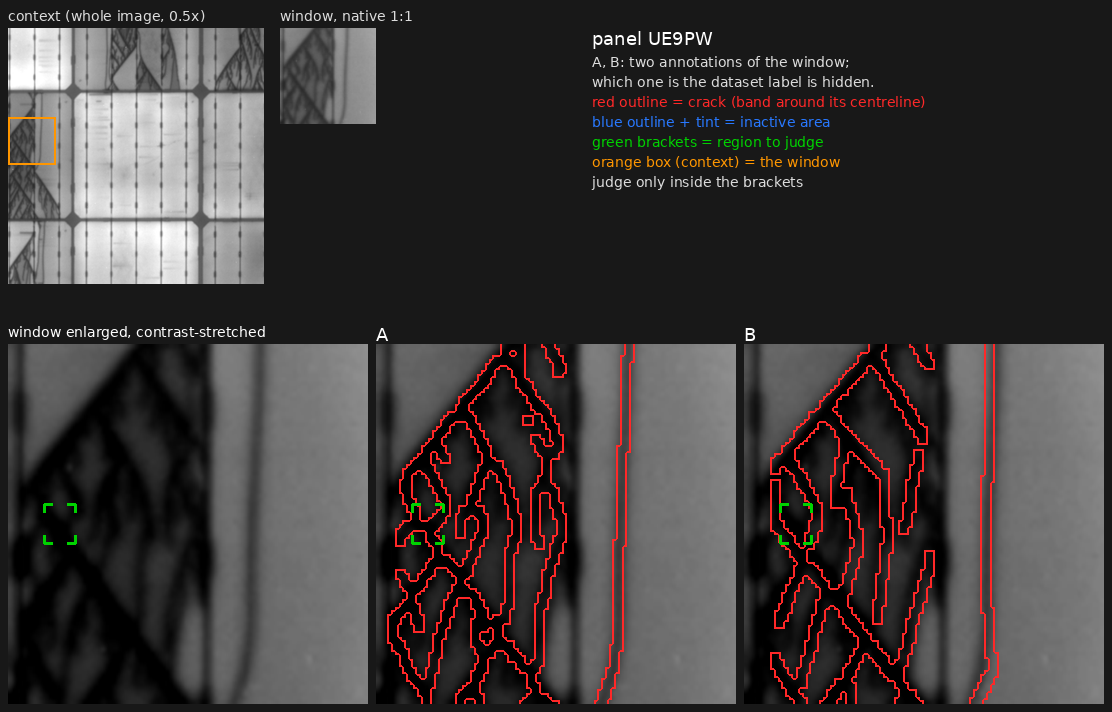 context (whole image, 0.5x)
window, native 1:1
panel UE9PW
A, B: two annotations of the window;
which one is the dataset label is hidden.
red outline = crack (band around its centreline)
blue outline + tint = inactive area
green brackets = region to judge
orange box (context) = the window
judge only inside the brackets
window enlarged, contrast-stretched
A
B